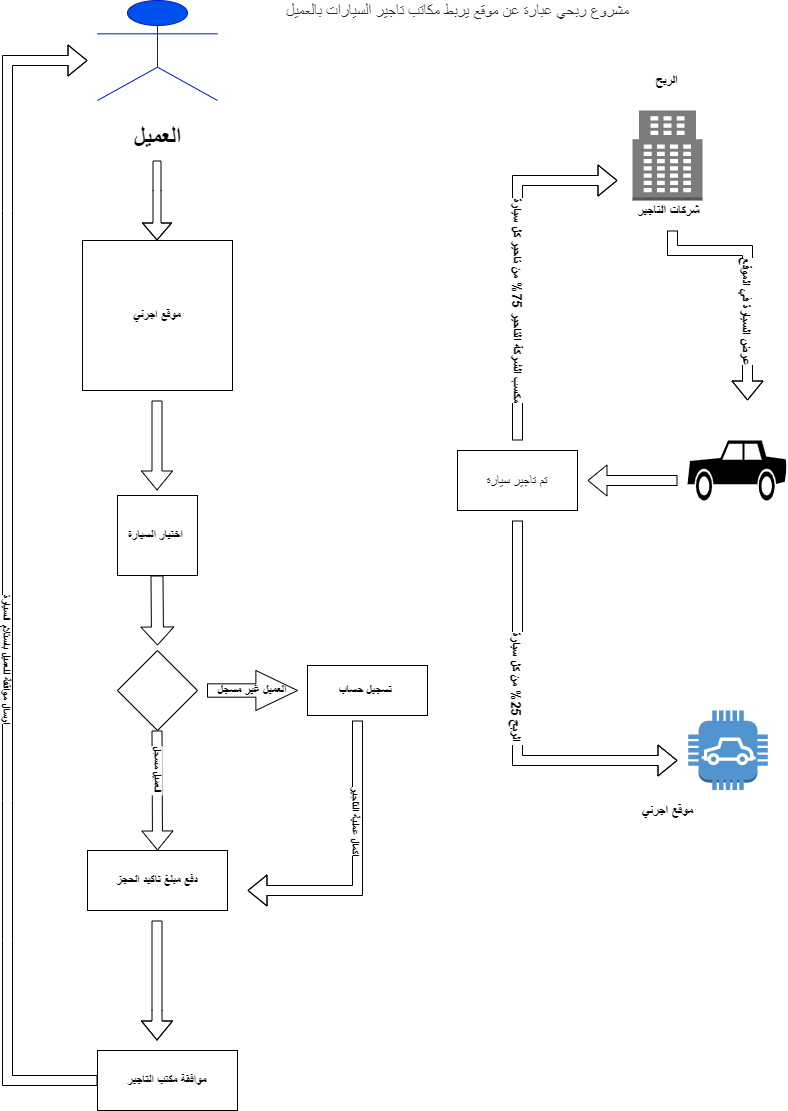 مشروع ربحي عبارة عن موقع يربط مكاتب تاجير السيارات بالعميل
العميل
موقع اجرني
اختيار السيارة
العميل غير مسجل
تسجيل حساب
العميل مسجل
اكمال عملية التاجير
دفع مبلغ تاكيد الحجز
موافقة مكتب التاجير
ارسال موافقة للعميل باستلام السيارة
الربح
شركات التاجير
عرض السيارة في الموقع
تم تاجير سيارة
مكسب الشركة التاجير 75 % من تاجير كل سيارة
الربح 25 % من كل سيارة
موقع اجرني